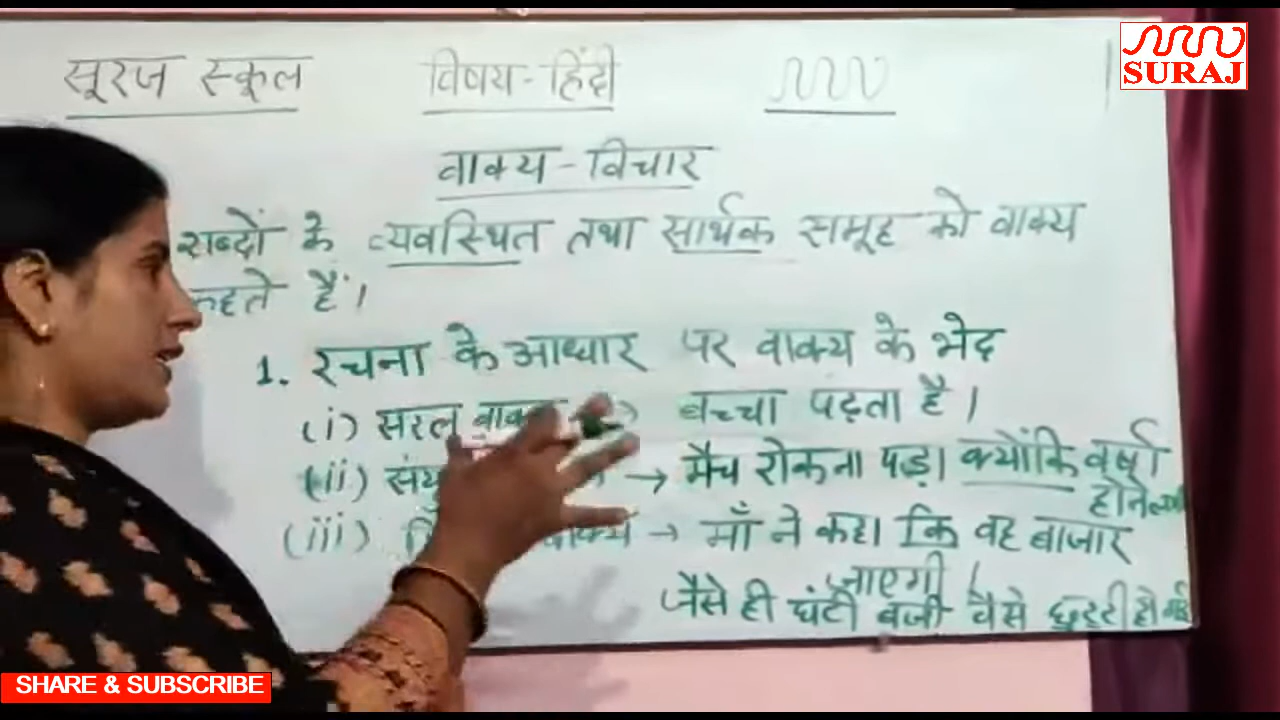 सूरज स्कूल विषय-हिंदी
SURAJ
वाक्य-विचार
शब्दों के व्यवस्थित तथा सार्थक समूह को वाक्य
कहते हैं।
1. रचना के आधार पर वाक्य के भेद
(i) सरल वाक्य बच्चा पढ़ता है।
(ii) → मैच रोकना पड़ा क्योंकि वर्षा
होने लगी
(iii) वाक्य → माँ ने कहा कि वह बाजार
जाएगी।
जैसे ही घंटी बजी वैसे छुट्टी हो गई
SHARE & SUBSCRIBE